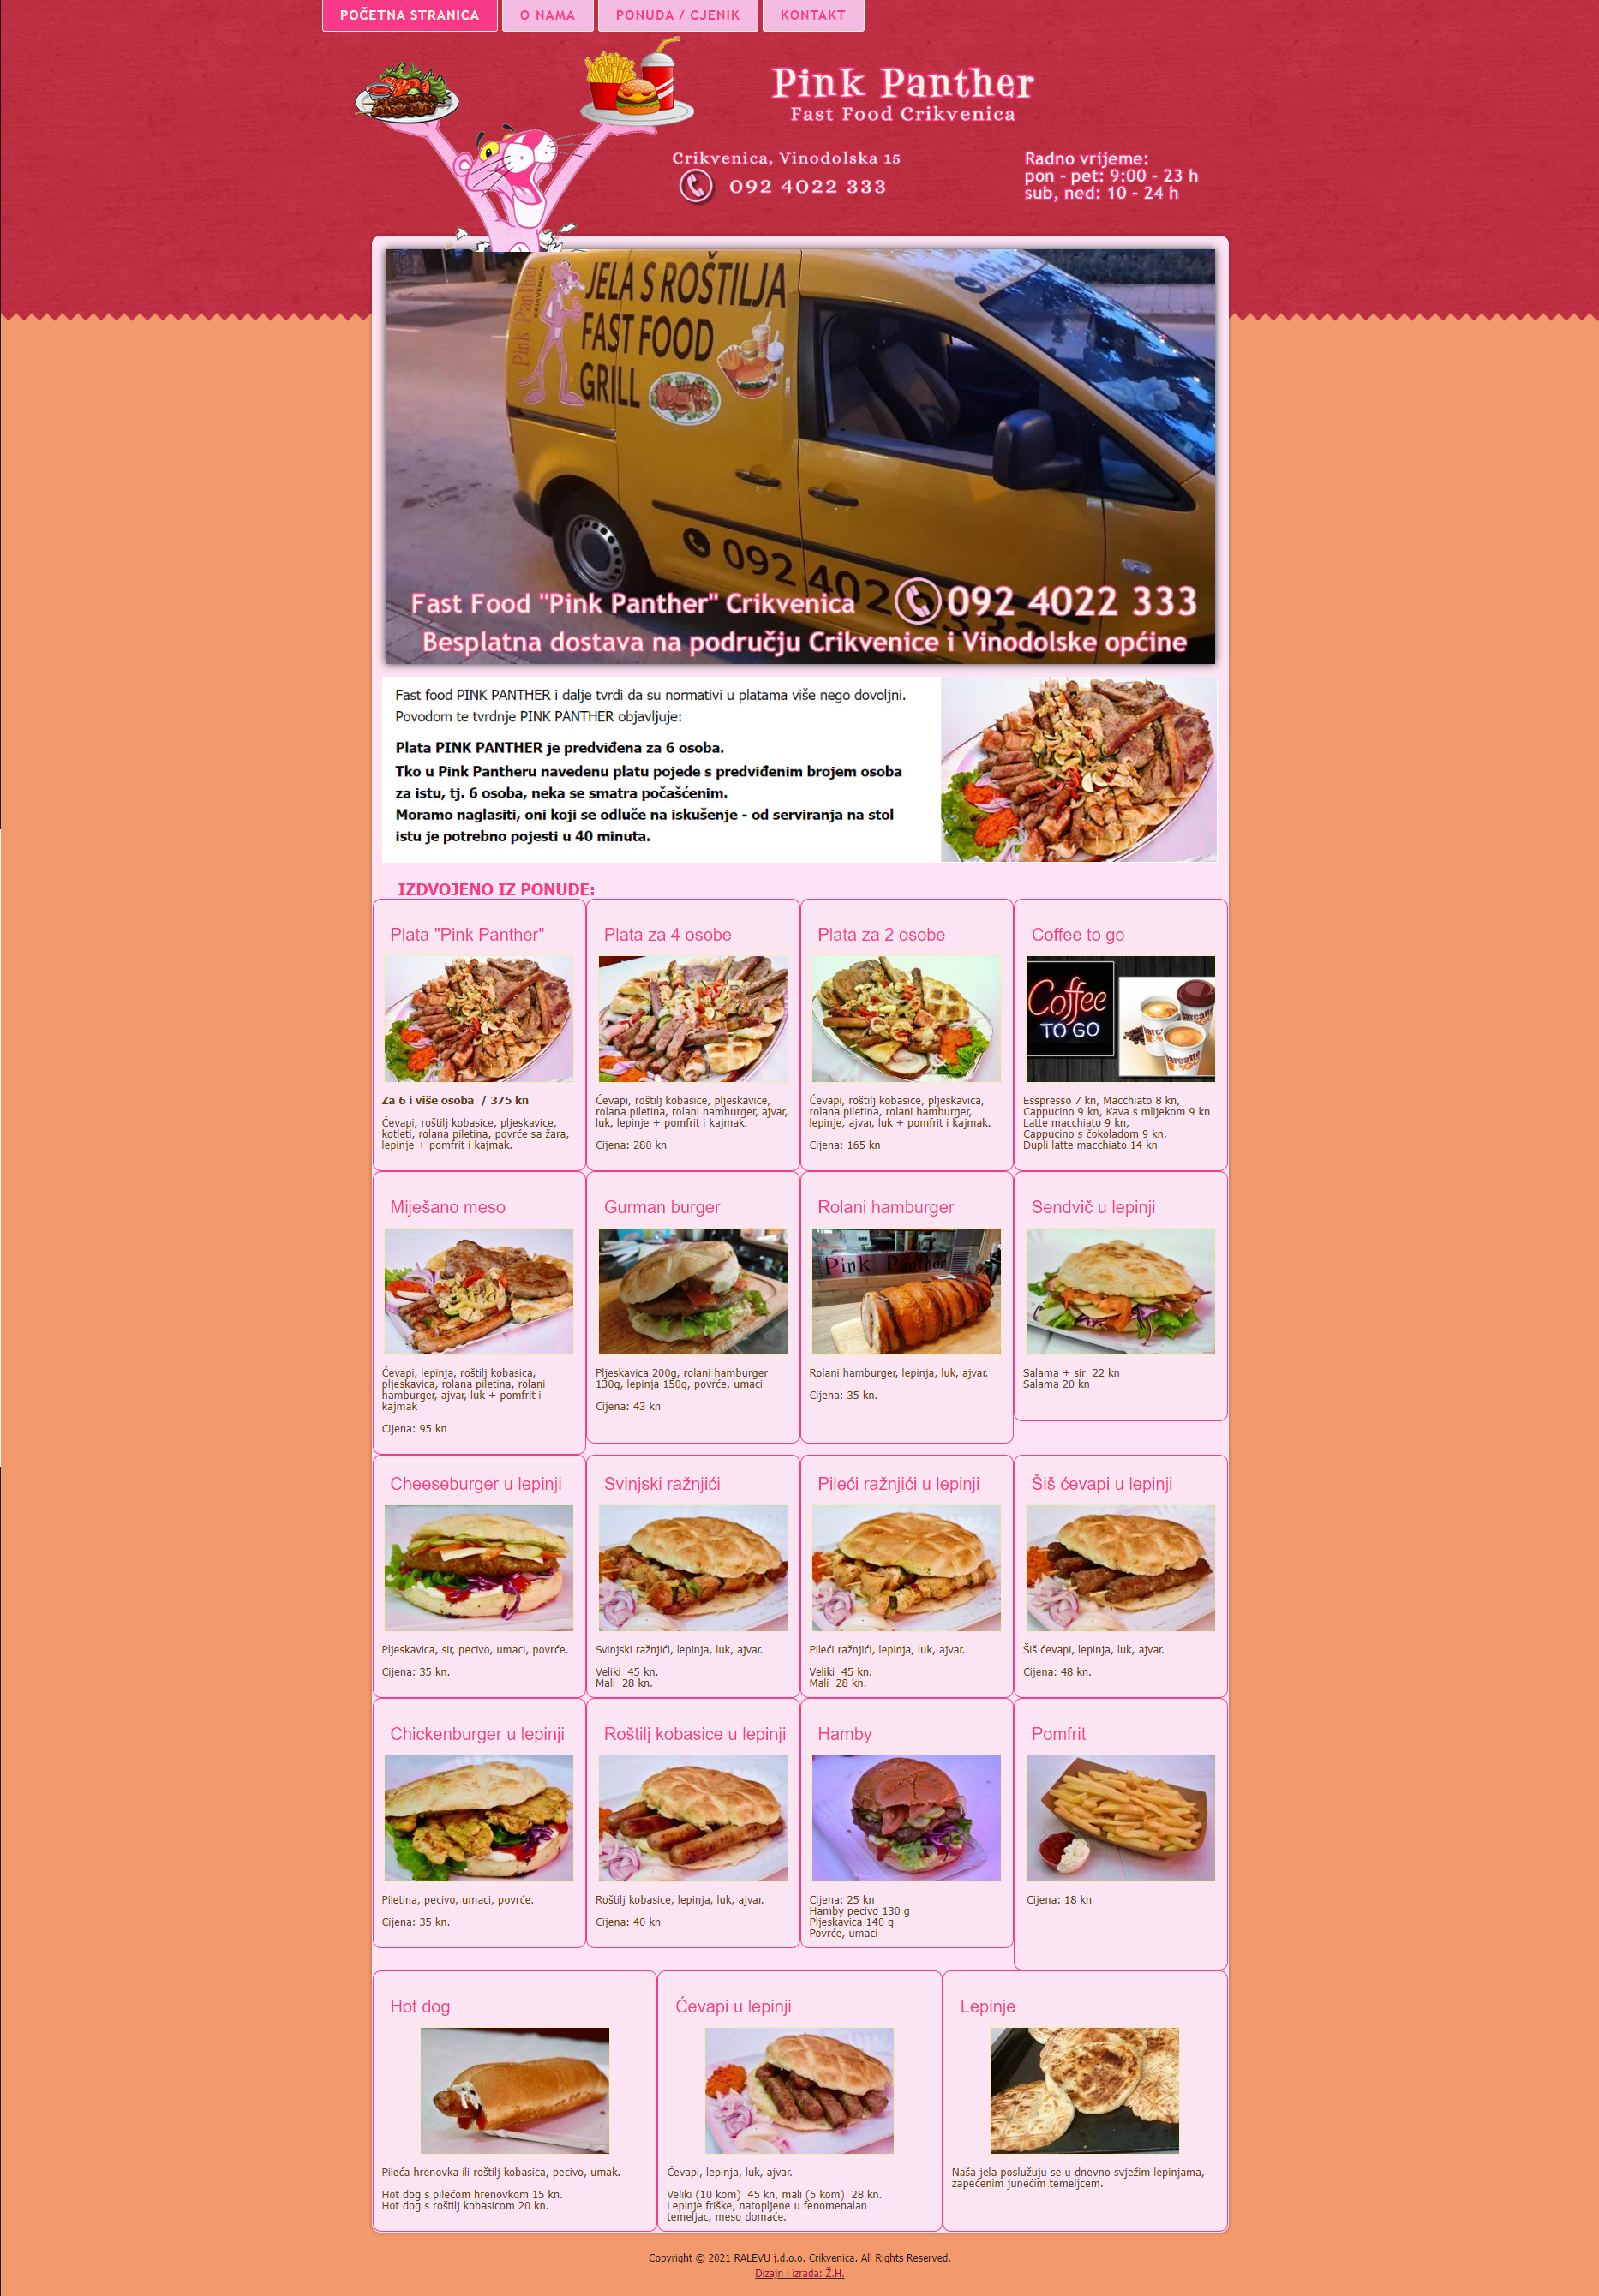 POČETNA STRANICA
O NAMA
PONUDA / CJENIK
KONTAKT
Pink Panther
Fast Food Crikvenica
Crikvenica, Vinodolska 15
092 4022 333
Radno vrijeme:
pon - pet: 9:00 - 23 h
sub, ned: 10 - 24 h
Pink Panther
CRIKVENICA
JELA S ROŠTILJA
FAST FOOD
GRILL
092 402
Fast Food "Pink Panther" Crikvenica
092 4022 333
Besplatna dostava na području Crikvenice i Vinodolske općine
Fast food PINK PANTHER i dalje tvrdi da su normativi u platama više nego dovoljni.
Povodom te tvrdnje PINK PANTHER objavljuje:
Plata PINK PANTHER je predviđena za 6 osoba.
Tko u Pink Pantheru navedenu platu pojede s predviđenim brojem osoba
za istu, tj. 6 osoba, neka se smatra počašćenim.
Moramo naglasiti, oni koji se odluče na iskušenje - od serviranja na stol
istu je potrebno pojesti u 40 minuta.
IZDVOJENO IZ PONUDE:
Plata "Pink Panther"
Za 6 i više osoba / 375 kn
Ćevapi, roštilj kobasice, pljeskavice,
kotleti, rolana piletina, povrće sa žara,
lepinje + pomfrit i kajmak.
Plata za 4 osobe
Ćevapi, roštilj kobasice, pljeskavice,
rolana piletina, rolani hamburger, ajvar,
luk, lepinje + pomfrit i kajmak.
Cijena: 280 kn
Plata za 2 osobe
Ćevapi, roštilj kobasice, pljeskavica,
rolana piletina, rolani hamburger,
lepinje, ajvar, luk + pomfrit i kajmak.
Cijena: 165 kn
Coffee to go
Coffee
TO GO
Esspresso 7 kn, Macchiato 8 kn,
Cappucino 9 kn, Kava s mlijekom 9 kn
Latte macchiato 9 kn,
Cappucino s čokoladom 9 kn,
Dupli latte macchiato 14 kn
Miješano meso
Ćevapi, lepinja, roštilj kobasica,
pljeskavica, rolana piletina, rolani
hamburger, ajvar, luk + pomfrit i
kajmak
Cijena: 95 kn
Gurman burger
Pljeskavica 200g, rolani hamburger
130g, lepinja 150g, povrće, umaci
Cijena: 43 kn
Rolani hamburger
Pink Panther
Rolani hamburger, lepinja, luk, ajvar.
Cijena: 35 kn.
Sendvič u lepinji
Salama + sir 22 kn
Salama 20 kn
Cheeseburger u lepinji
Pljeskavica, sir, pecivo, umaci, povrće.
Cijena: 35 kn.
Svinjski ražnjići
Svinjski ražnjići, lepinja, luk, ajvar.
Veliki 45 kn.
Mali 28 kn.
Pileći ražnjići u lepinji
Pileći ražnjići, lepinja, luk, ajvar.
Veliki 45 kn.
Mali 28 kn.
Šiš ćevapi u lepinji
Šiš ćevapi, lepinja, luk, ajvar.
Cijena: 48 kn.
Chickenburger u lepinji
Piletina, pecivo, umaci, povrće.
Cijena: 35 kn.
Roštilj kobasice u lepinji
Roštilj kobasice, lepinja, luk, ajvar.
Cijena: 40 kn
Hamby
Cijena: 25 kn
Hamby pecivo 130 g
Pljeskavica 140 g
Povrće, umaci
Pomfrit
Cijena: 18 kn
Hot dog
Pileća hrenovka ili roštilj kobasica, pecivo, umak.
Hot dog s pilećom hrenovkom 15 kn.
Hot dog s roštilj kobasicom 20 kn.
Ćevapi u lepinji
Ćevapi, lepinja, luk, ajvar.
Veliki (10 kom) 45 kn, mali (5 kom) 28 kn.
Lepinje friške, natopljene u fenomenalan
temeljac, meso domaće.
Lepinje
Naša jela poslužuju se u dnevno svježim lepinjama,
zapečenim junećim temeljcem.
Copyright © 2021 RALEVU j.d.o.o. Crikvenica. All Rights Reserved.
Dizajn i izrada: Ž.H.